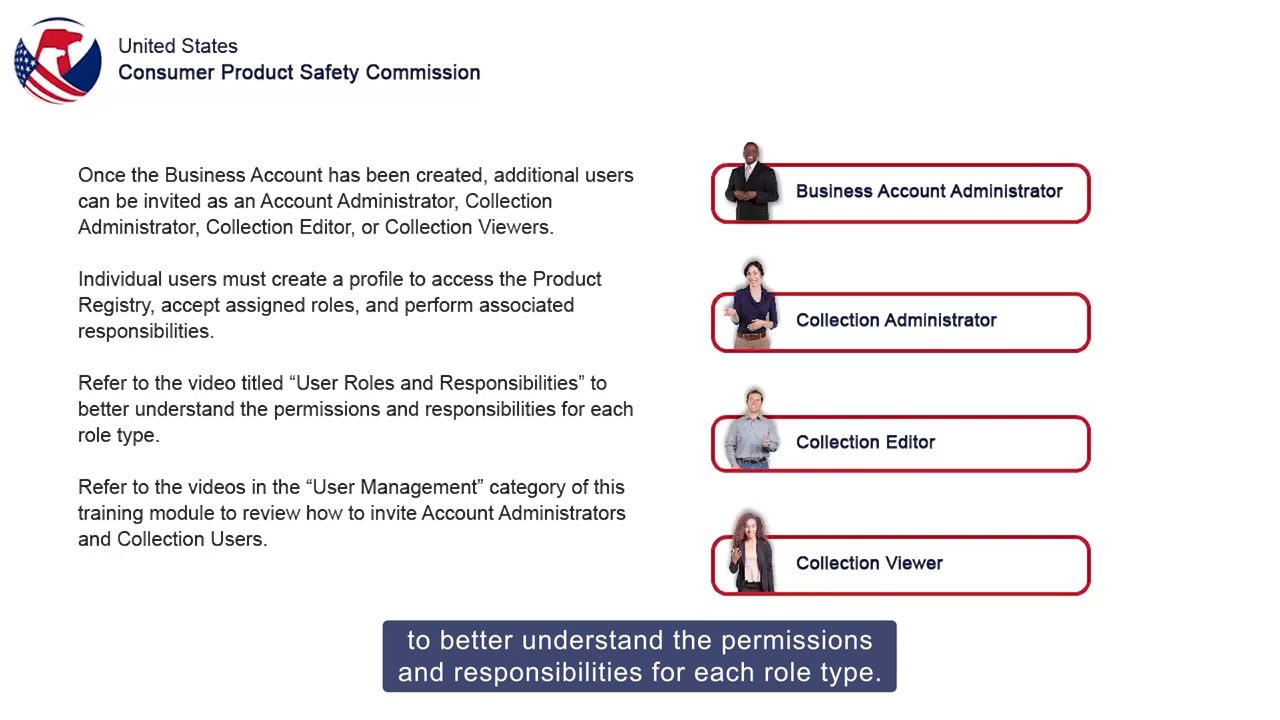 United States
Consumer Product Safety Commission
Once the Business Account has been created, additional users
can be invited as an Account Administrator, Collection
Administrator, Collection Editor, or Collection Viewers.
Individual users must create a profile to access the Product
Registry, accept assigned roles, and perform associated
responsibilities.
Refer to the video titled “User Roles and Responsibilities” to
better understand the permissions and responsibilities for each
role type.
Refer to the videos in the “User Management” category of this
training module to review how to invite Account Administrators
and Collection Users.
Business Account Administrator
Collection Administrator
Collection Editor
Collection Viewer
to better understand the permissions
and responsibilities for each role type.